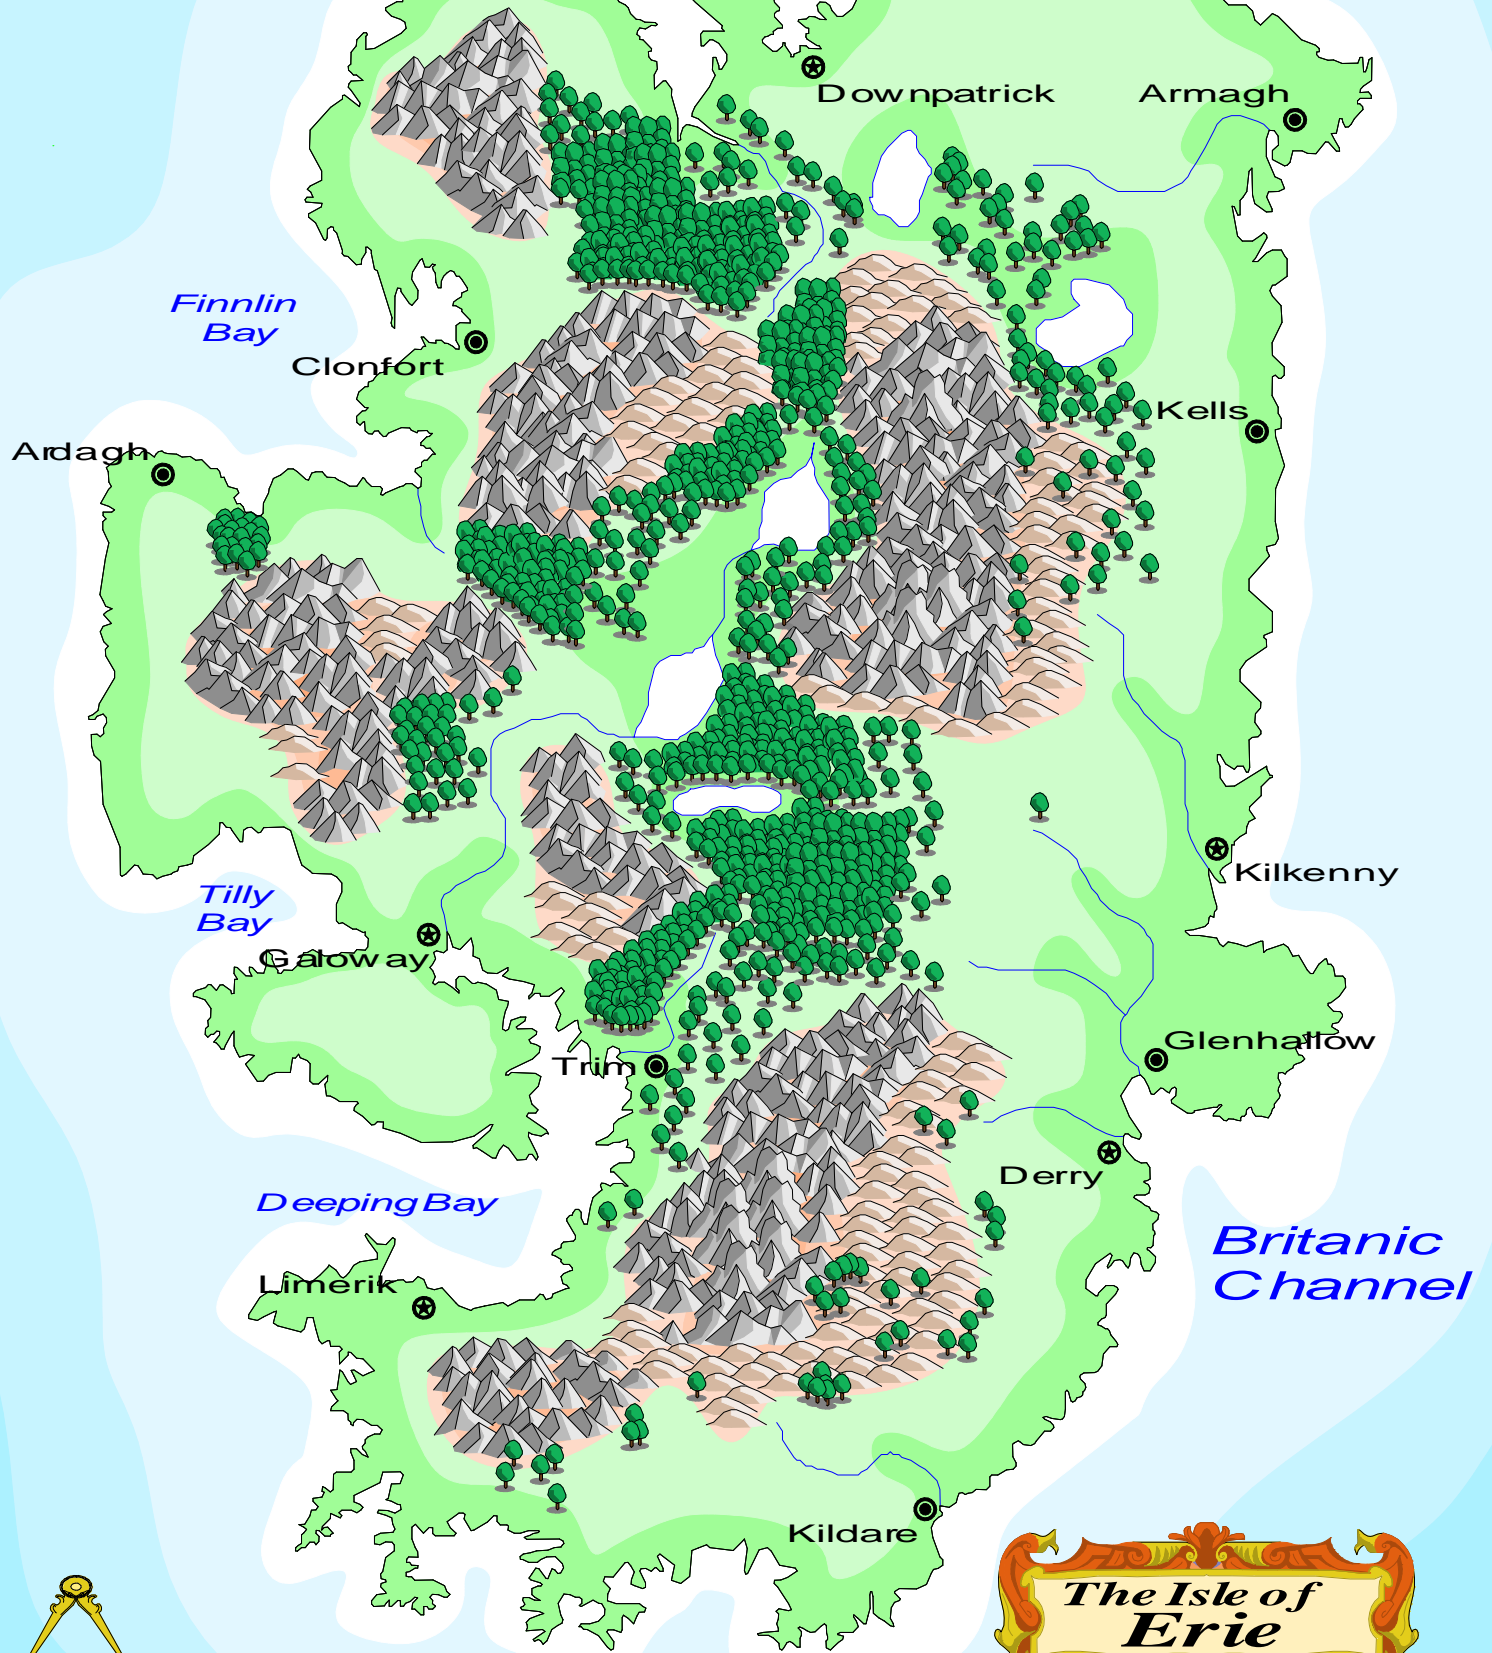 Downpatrick
Armagh
Finnlin
Bay
Clonfort
Kells
Ardagh
Kilkenny
Tilly
Bay
Galoway
Glenhallow
Trim
Derry
Deeping Bay
Britanic
Channel
Limerik
Kildare
The Isle of
Erie